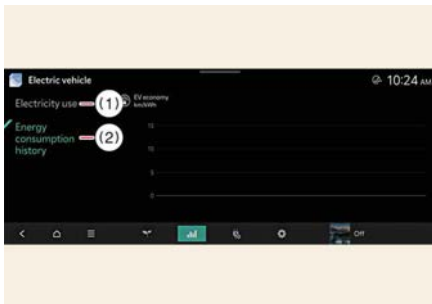 Electric vehicle
10:24 AM
Electricity use
(1)
EV economy
km/kWh
Energy
consumption
history
(2)
15
10
5
0
Off